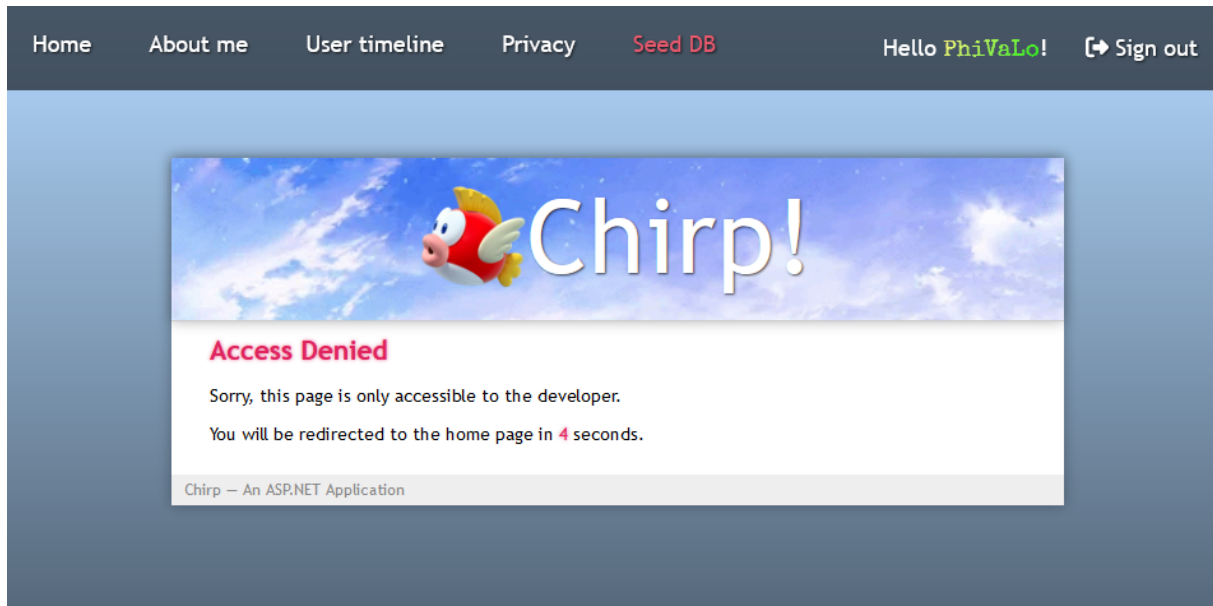 Home About me User timeline Privacy Seed DB Hello PhiVaLo! Sign out
Chirp!
Access Denied
Sorry, this page is only accessible to the developer.
You will be redirected to the home page in 4 seconds.
Chirp — An ASP.NET Application